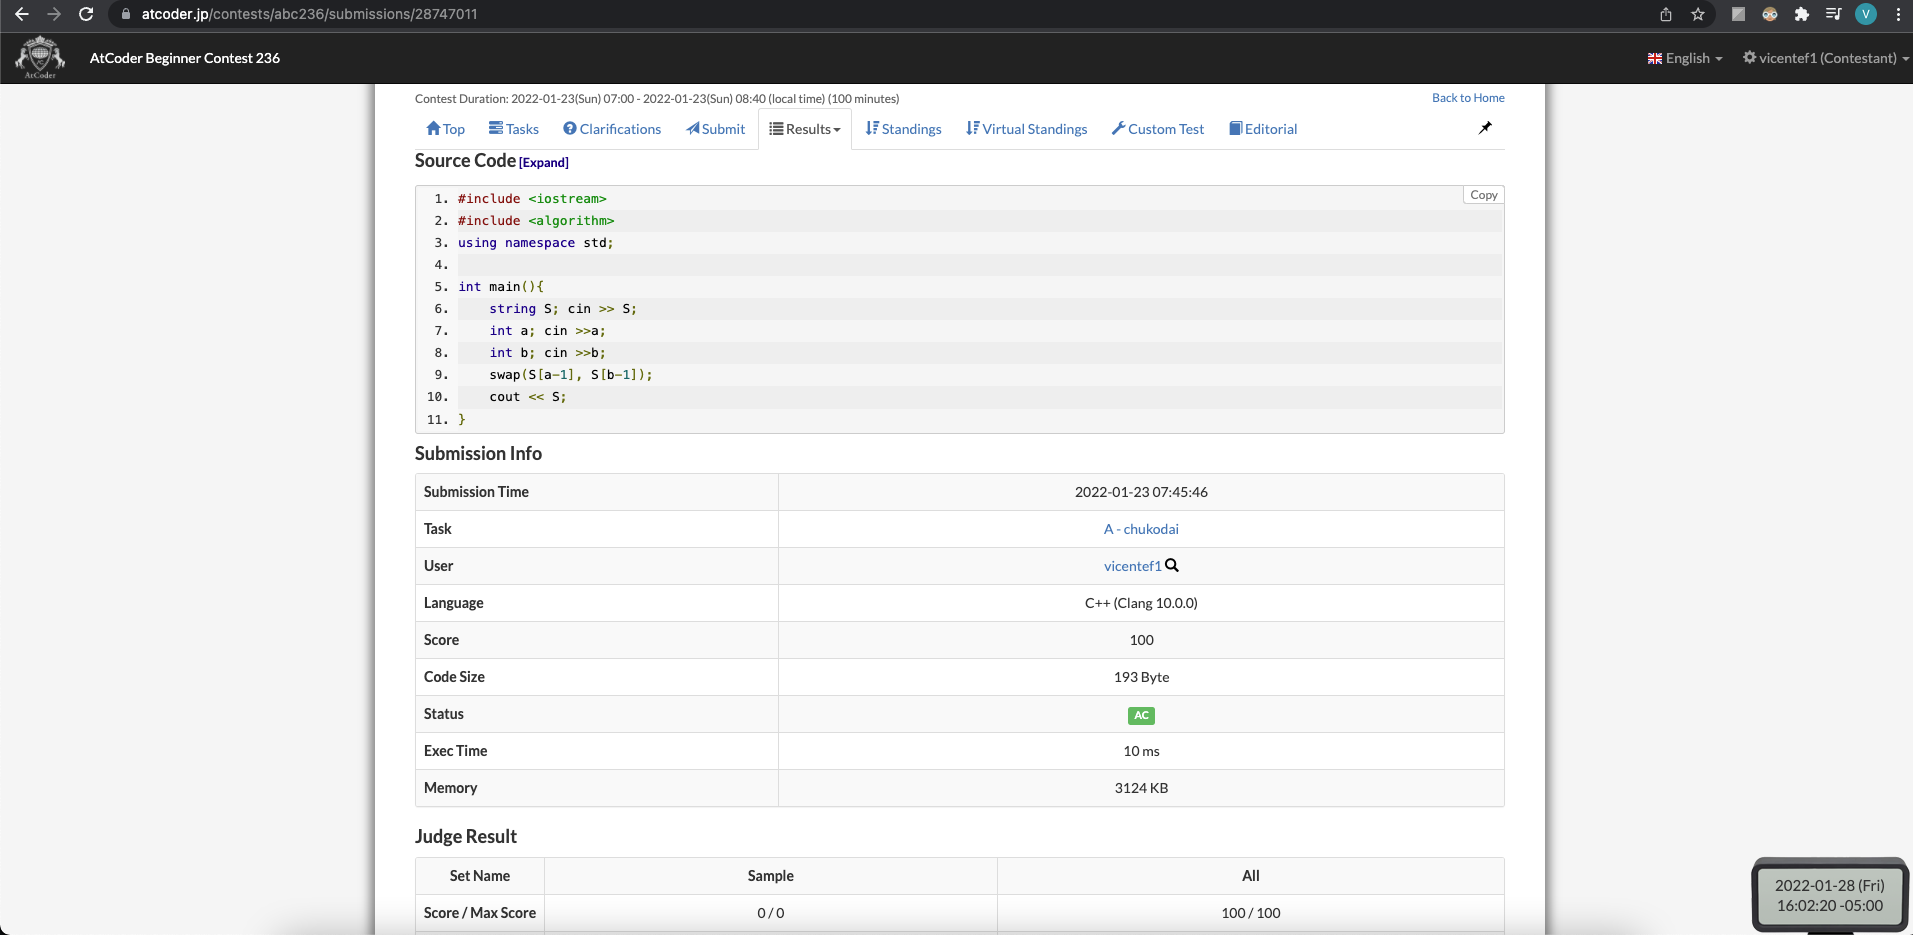 atcoder.jp/contests/abc236/submissions/28747011
V
AtCoder
AtCoder Beginner Contest 236
English
vicentef1 (Contestant)
Contest Duration: 2022-01-23(Sun) 07:00 - 2022-01-23(Sun) 08:40 (local time) (100 minutes)
Back to Home
Top Tasks Clarifications Submit Results Standings Virtual Standings Custom Test Editorial
Source Code [Expand]
Copy
1. #include <iostream>
2. #include <algorithm>
3. using namespace std;
4.
5. int main(){
6.     string S; cin >> S;
7.     int a; cin >>a;
8.     int b; cin >>b;
9.     swap(S[a-1], S[b-1]);
10.     cout << S;
11. }
Submission Info
Submission Time 2022-01-23 07:45:46
Task A - chukodai
User vicentef1
Language C++ (Clang 10.0.0)
Score 100
Code Size 193 Byte
Status AC
Exec Time 10 ms
Memory 3124 KB
Judge Result
Set Name Sample All
Score / Max Score 0 / 0 100 / 100
2022-01-28 (Fri)
16:02:20 -05:00